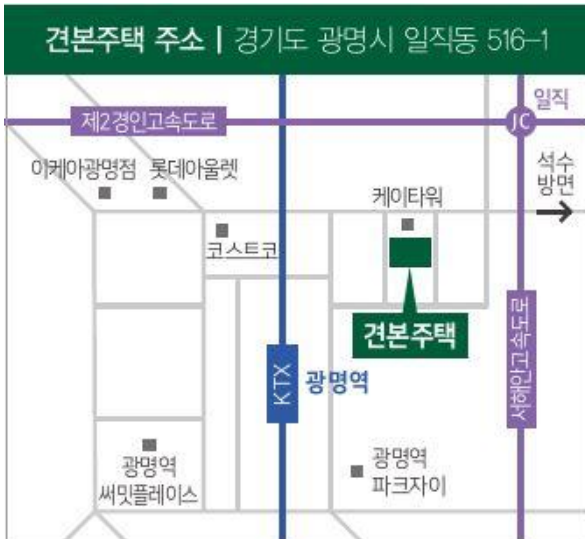 견본주택 주소 | 경기도 광명시 일직동 516-1
제2경인고속도로
JC
일직
이케아광명점
롯데아울렛
석수
방면
케이타워
코스트코
견본주택
서해안고속도로
KTX
광명역
광명역
써밋플레이스
광명역
파크자이